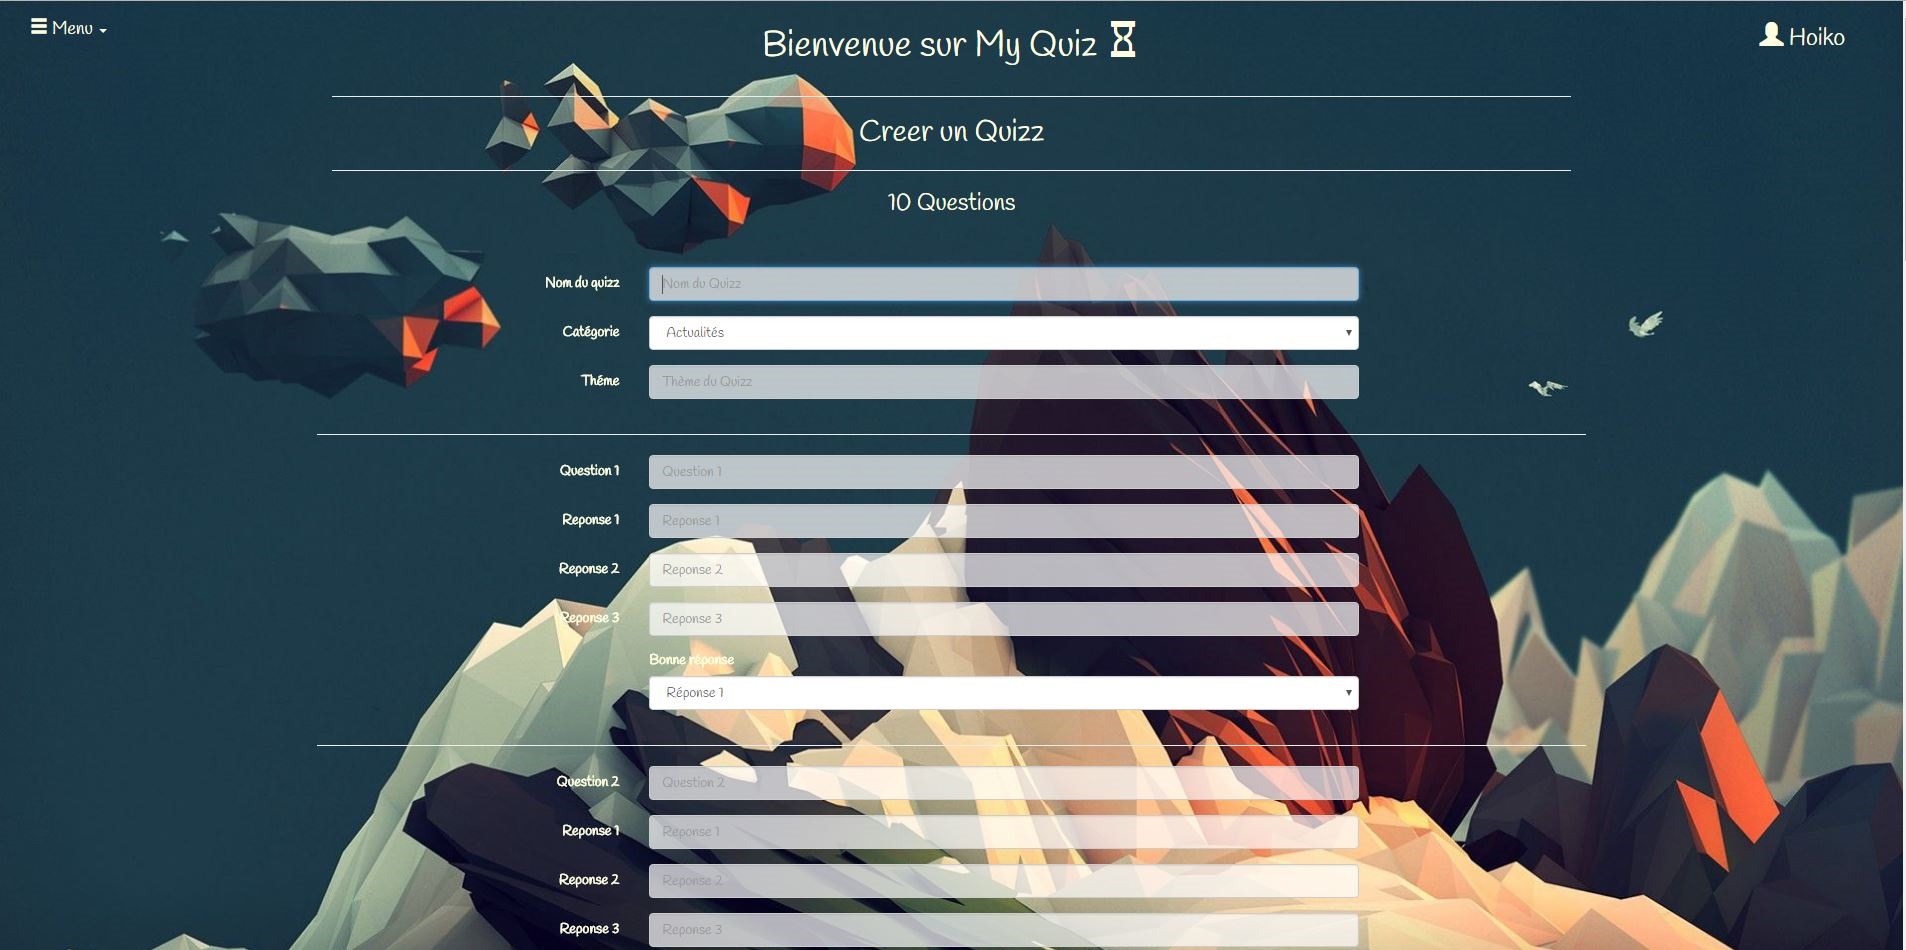 Menu
Bienvenue sur My Quiz
Hoiko
Creer un Quizz
10 Questions
Nom du quizz
Nom du Quizz
Catégorie
Actualités
Théme
Thème du Quizz
Question 1
Question 1
Reponse 1
Reponse 1
Reponse 2
Reponse 2
Reponse 3
Reponse 3
Bonne réponse
Réponse 1
Question 2
Question 2
Reponse 1
Reponse 1
Reponse 2
Reponse 2
Reponse 3
Reponse 3